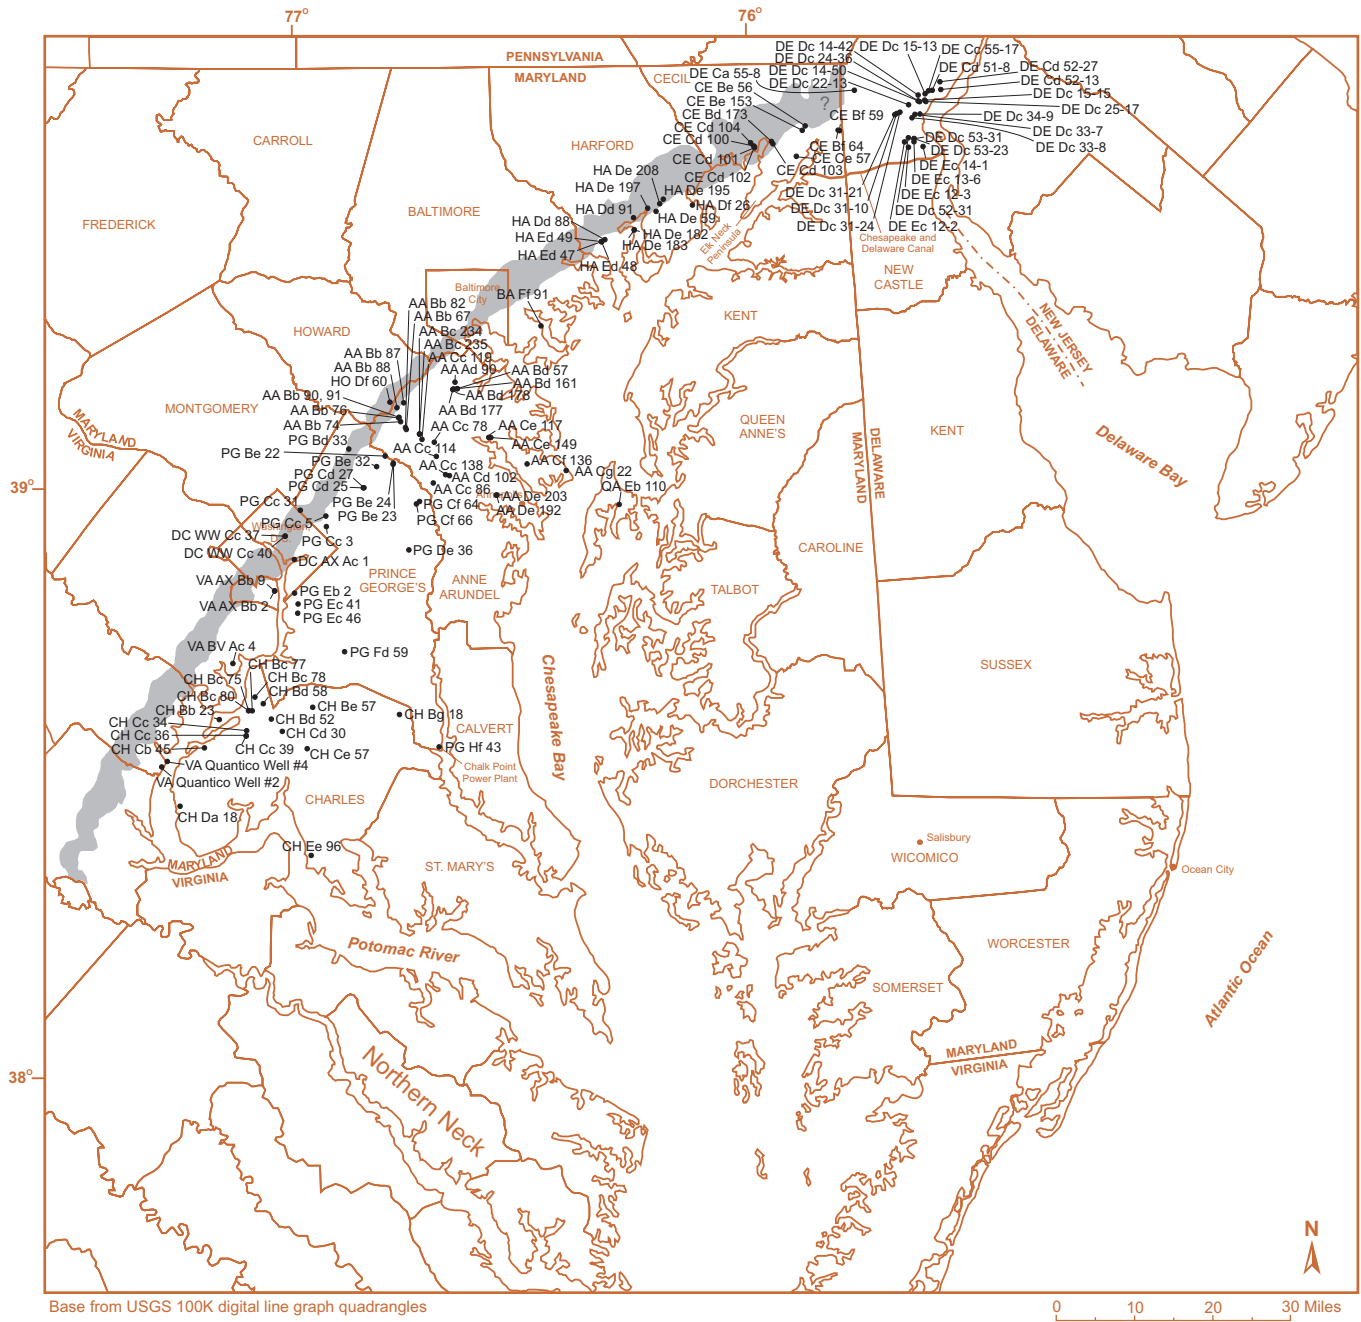 77°
76°
PENNSYLVANIA
MARYLAND
CECIL
DE Dc 14-42
DE Dc 15-13
DE Cc 55-17
DE Dc 24-36
DE Cd 51-8
DE Cd 52-27
DE Ca 55-8
DE Dc 14-50
DE Cd 52-13
CE Be 56
DE Dc 22-13
DE Dc 15-15
CE Be 153
?
DE Dc 25-17
CE Bd 173
CE Bf 59
DE Dc 34-9
CE Cd 104
DE Dc 33-7
CE Cd 100
CE Bf 64
DE Dc 53-31
DE Dc 33-8
CE Cd 101
CE Ce 57
DE Dc 53-23
CE Cd 102
CE Cd 103
DE Ec 14-1
DE Ec 13-6
DE Dc 31-21
DE Ec 12-3
DE Dc 31-10
DE Dc 52-31
DE Dc 31-24
DE Ec 12-2
Chesapeake and
Delaware Canal
CARROLL
HARFORD
HA De 208
HA De 197
HA De 195
HA Df 26
HA Dd 91
HA De 59
HA Dd 88
HA De 182
HA Ed 49
HA De 183
HA Ed 47
HA Ed 48
Elk Neck
Peninsula
FREDERICK
BALTIMORE
NEW
CASTLE
Baltimore
City
BA Ff 91
KENT
NEW JERSEY
DELAWARE
HOWARD
AA Bb 82
AA Bb 67
AA Bc 234
AA Bc 235
AA Bb 87
AA Cc 119
AA Bb 88
AA Ad 90
AA Bd 57
HO Df 60
AA Bd 161
AA Bb 90, 91
AA Bd 178
AA Bb 76
AA Bd 177
AA Bb 74
AA Cc 78
AA Ce 117
PG Bd 33
AA Cc 114
AA Ce 149
PG Be 22
PG Be 32
AA Cc 138
AA Cf 136
PG Cd 27
AA Cd 102
AA Cg 22
PG Cd 25
AA Cc 86
QA Eb 110
PG Be 24
PG Cf 64
AA De 203
PG Cc 31
PG Be 23
PG Cf 66
AA De 192
PG Cc 5
DC WW Cc 37
PG Cc 3
DC WW Cc 40
PG De 36
DC AX Ac 1
MONTGOMERY
MARYLAND
VIRGINIA
QUEEN
ANNE'S
MARYLAND
DELAWARE
KENT
Delaware Bay
39°
CAROLINE
PRINCE
GEORGE'S
ANNE
ARUNDEL
TALBOT
VA AX Bb 9
VA AX Bb 2
PG Eb 2
PG Ec 41
PG Ec 46
VA BV Ac 4
PG Fd 59
SUSSEX
CH Bc 77
CH Bc 75
CH Bc 78
CH Bc 80
CH Bd 58
CH Bb 23
CH Be 57
CH Cc 34
CH Bd 52
CH Bg 18
CH Cc 36
CH Cd 30
CH Cb 45
CH Cc 39
CH Ce 57
PG Hf 43
VA Quantico Well #4
VA Quantico Well #2
CALVERT
Chalk Point
Power Plant
Chesapeake Bay
DORCHESTER
CHARLES
CH Da 18
CH Ee 96
MARYLAND
VIRGINIA
ST. MARY'S
Salisbury
WICOMICO
Ocean City
Potomac River
WORCESTER
SOMERSET
Atlantic Ocean
MARYLAND
VIRGINIA
38°
Northern Neck
N
Base from USGS 100K digital line graph quadrangles
0 10 20 30 Miles